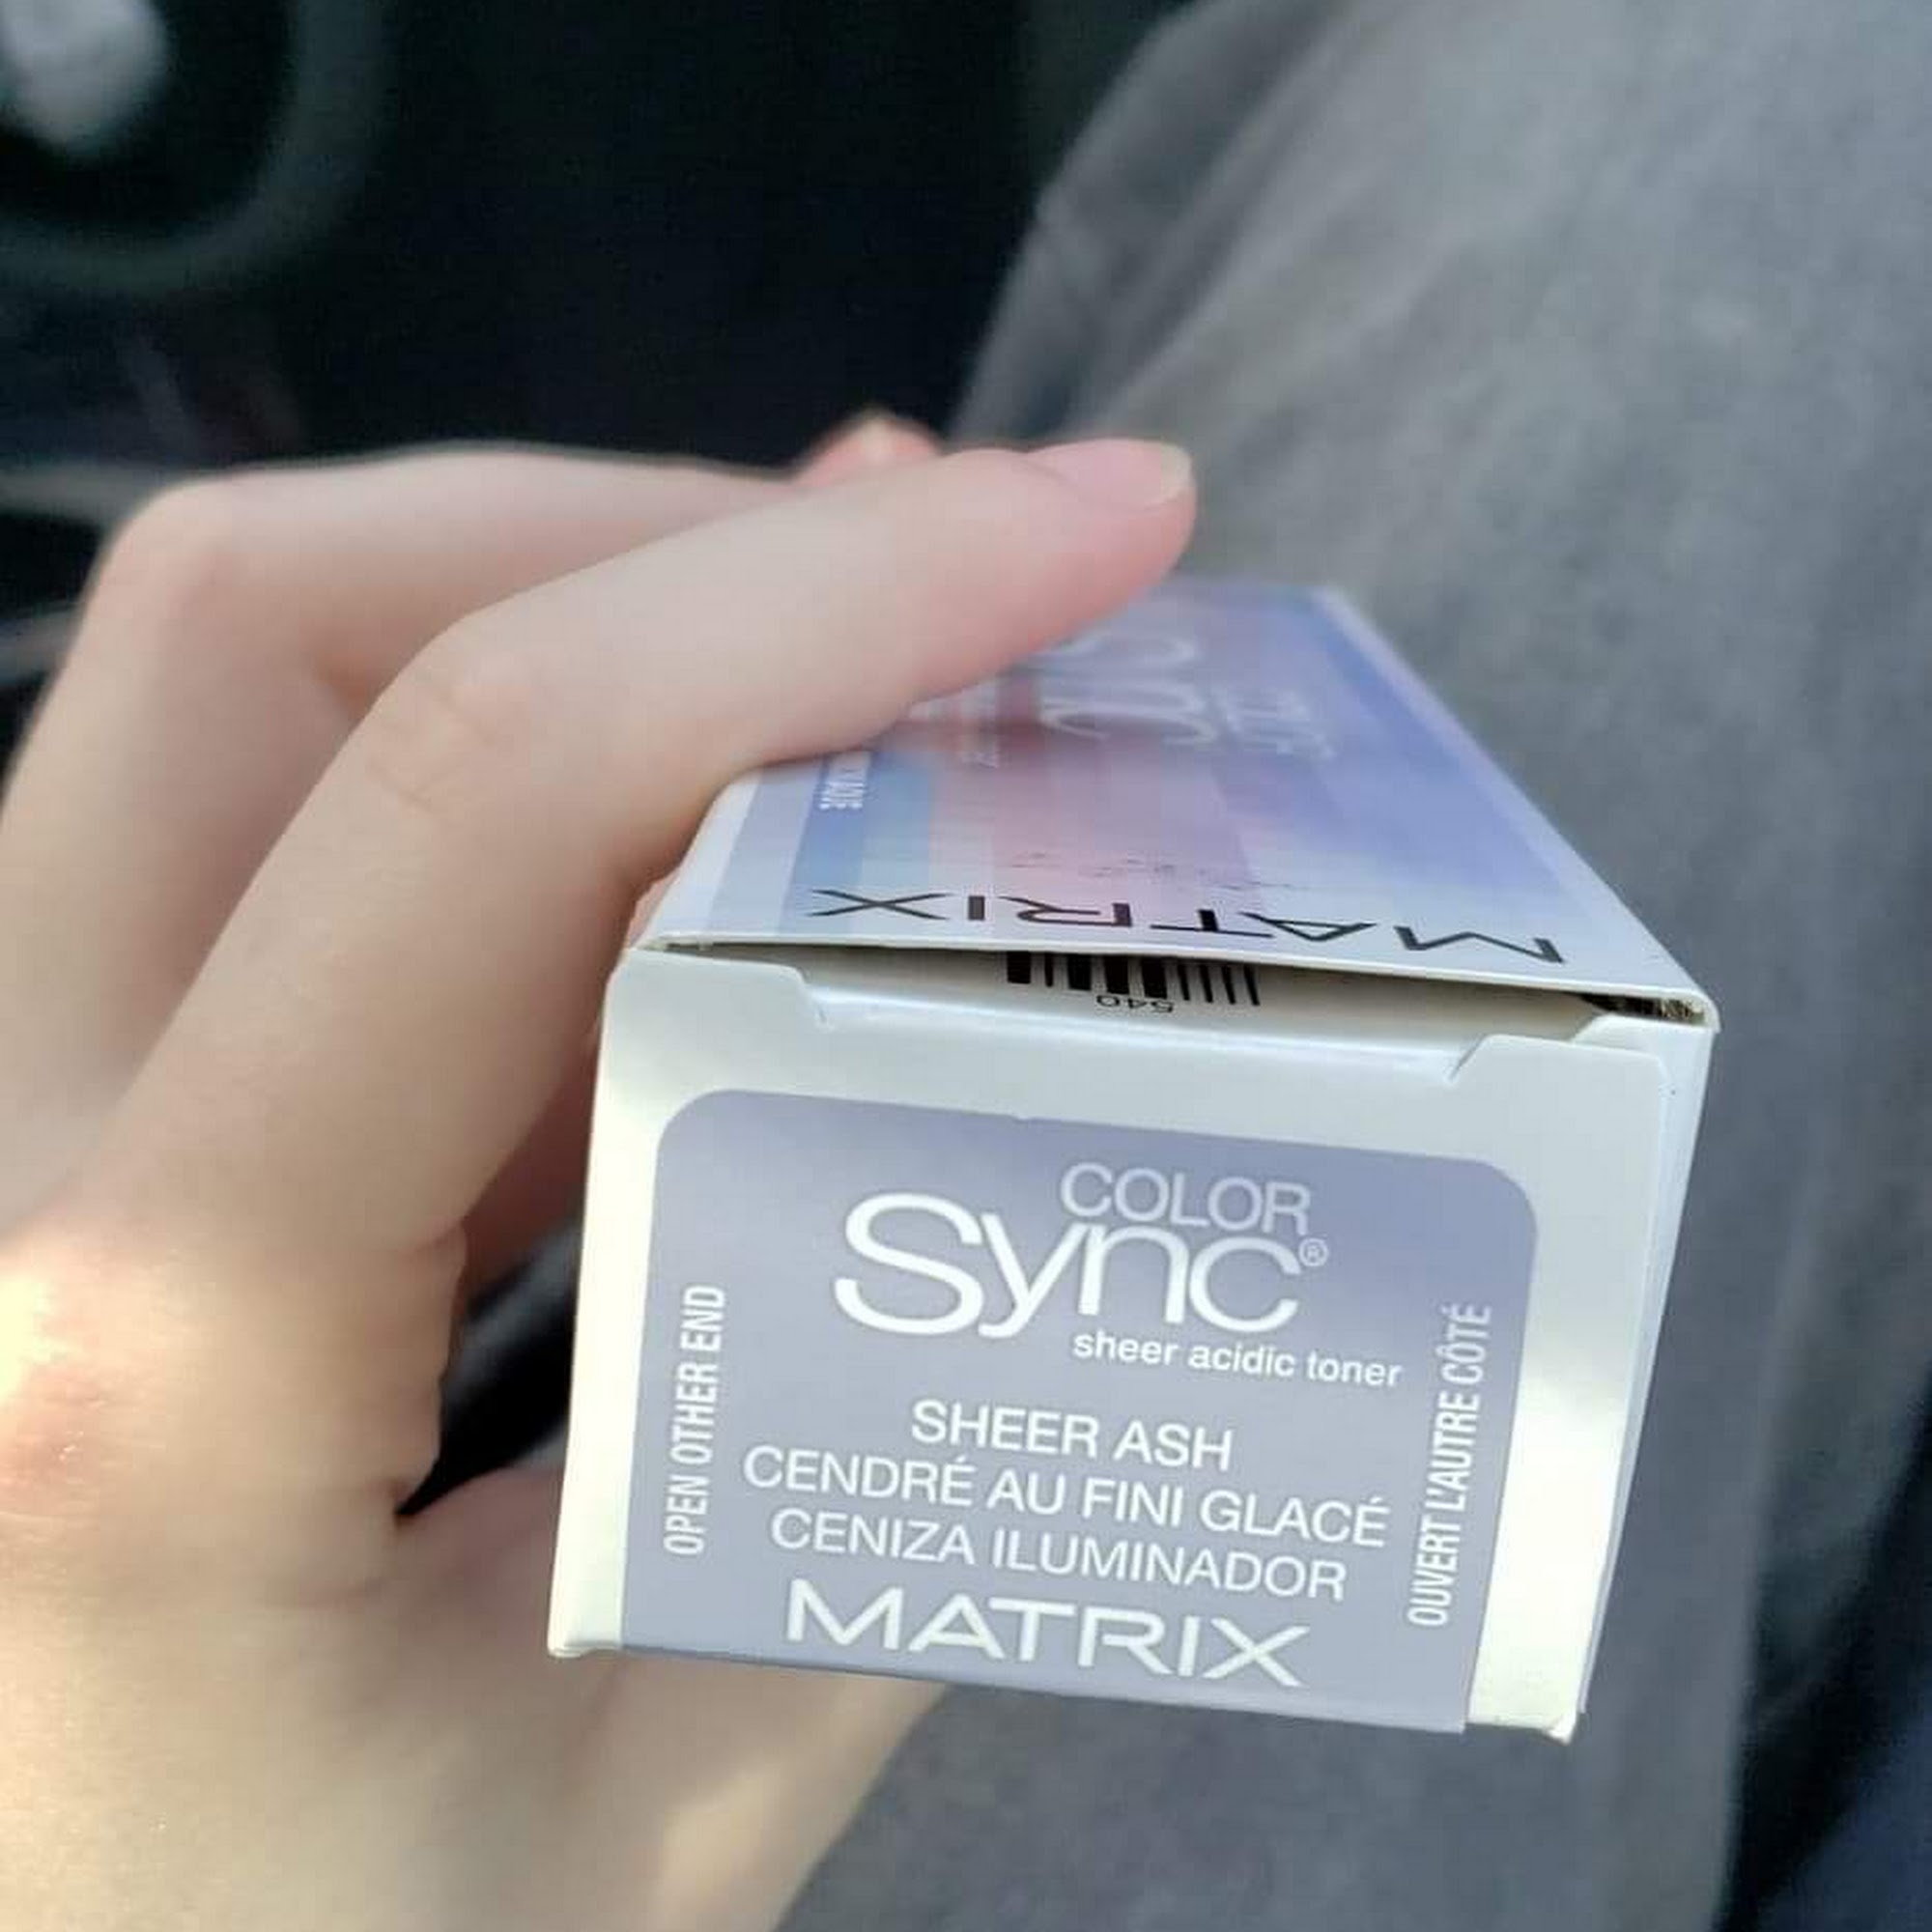 MATRIX
540
COLOR
Sync®
sheer acidic toner
SHEER ASH
CENDRÉ AU FINI GLACÉ
CENIZA ILUMINADOR
MATRIX
OPEN OTHER END
OUVERT L'AUTRE CÔTÉ